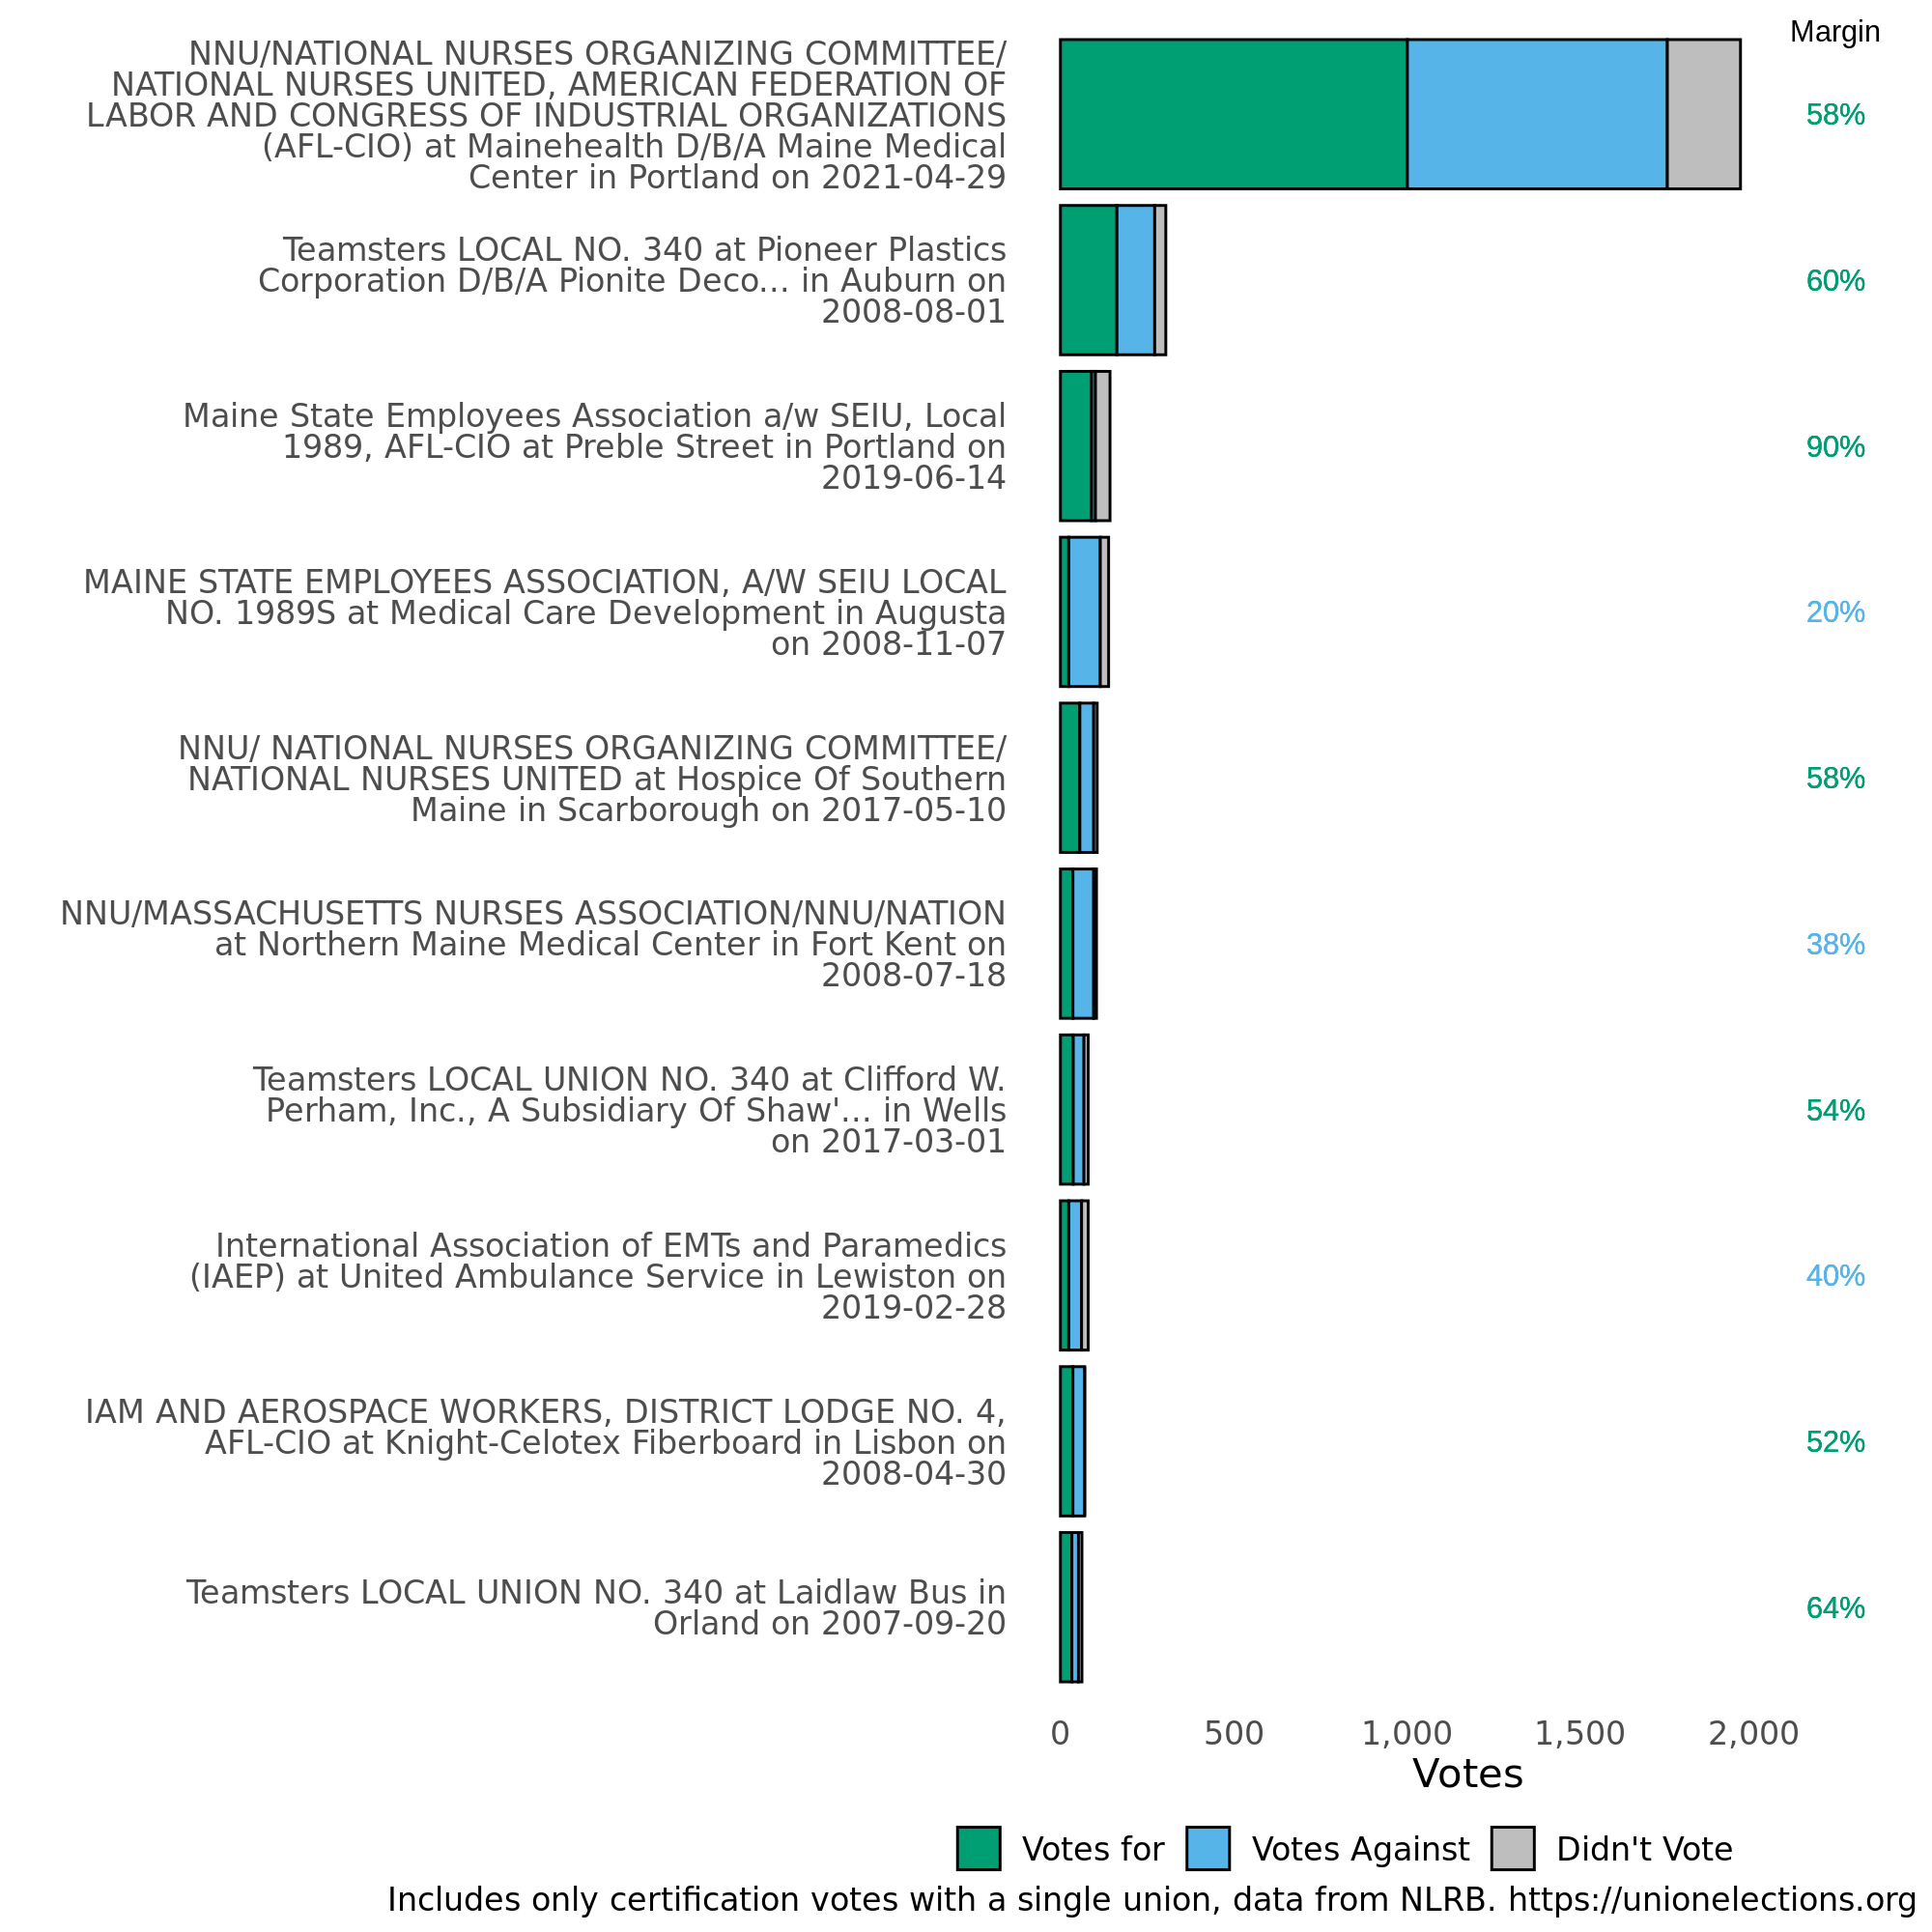 Margin
NNU/NATIONAL NURSES ORGANIZING COMMITTEE/
NATIONAL NURSES UNITED, AMERICAN FEDERATION OF
LABOR AND CONGRESS OF INDUSTRIAL ORGANIZATIONS
(AFL-CIO) at Mainehealth D/B/A Maine Medical
Center in Portland on 2021-04-29
58%
Teamsters LOCAL NO. 340 at Pioneer Plastics
Corporation D/B/A Pionite Deco... in Auburn on
2008-08-01
60%
Maine State Employees Association a/w SEIU, Local
1989, AFL-CIO at Preble Street in Portland on
2019-06-14
90%
MAINE STATE EMPLOYEES ASSOCIATION, A/W SEIU LOCAL
NO. 1989S at Medical Care Development in Augusta
on 2008-11-07
20%
NNU/ NATIONAL NURSES ORGANIZING COMMITTEE/
NATIONAL NURSES UNITED at Hospice Of Southern
Maine in Scarborough on 2017-05-10
58%
NNU/MASSACHUSETTS NURSES ASSOCIATION/NNU/NATION
at Northern Maine Medical Center in Fort Kent on
2008-07-18
38%
Teamsters LOCAL UNION NO. 340 at Clifford W.
Perham, Inc., A Subsidiary Of Shaw'... in Wells
on 2017-03-01
54%
International Association of EMTs and Paramedics
(IAEP) at United Ambulance Service in Lewiston on
2019-02-28
40%
IAM AND AEROSPACE WORKERS, DISTRICT LODGE NO. 4,
AFL-CIO at Knight-Celotex Fiberboard in Lisbon on
2008-04-30
52%
Teamsters LOCAL UNION NO. 340 at Laidlaw Bus in
Orland on 2007-09-20
64%
0 500 1,000 1,500 2,000
Votes
Votes for Votes Against Didn't Vote
Includes only certification votes with a single union, data from NLRB. https://unionelections.org